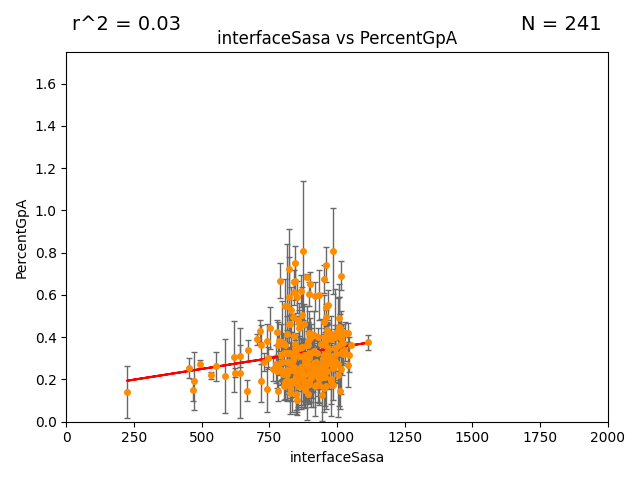 r^2 = 0.03
N = 241
interfaceSasa vs PercentGpA
PercentGpA
1.6
1.4
1.2
1.0
0.8
0.6
0.4
0.2
0.0
0 250 500 750 1000 1250 1500 1750 2000
interfaceSasa